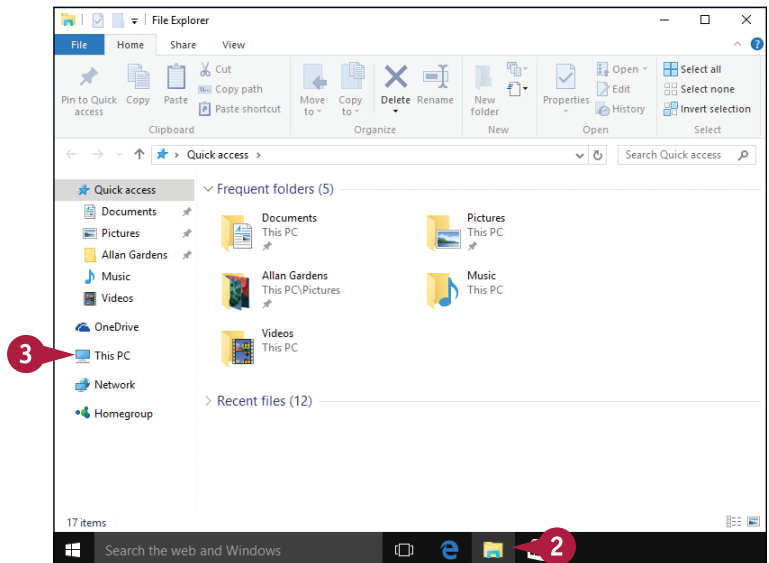 File Explorer
File Home Share View
Pin to Quick access
Copy
Paste
Cut
Copy path
Paste shortcut
Clipboard
Move to
Copy to
Delete
Rename
Organize
New folder
New
Properties
Open
Edit
History
Open
Select all
Select none
Invert selection
Select
Quick access
Search Quick access
Quick access
Documents
Pictures
Allan Gardens
Music
Videos
OneDrive
3
This PC
Network
Homegroup
Frequent folders (5)
Documents
This PC
Pictures
This PC
Allan Gardens
This PC\Pictures
Music
This PC
Videos
This PC
Recent files (12)
17 items
Search the web and Windows
2